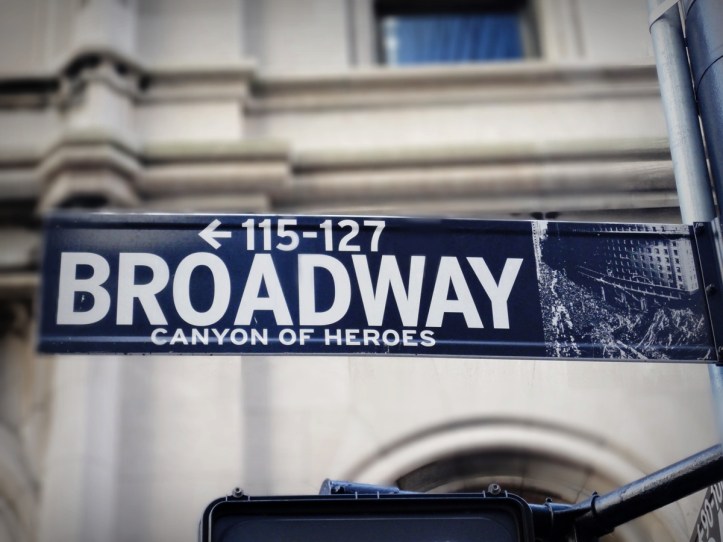 ← 115-127
BROADWAY
CANYON OF HEROES